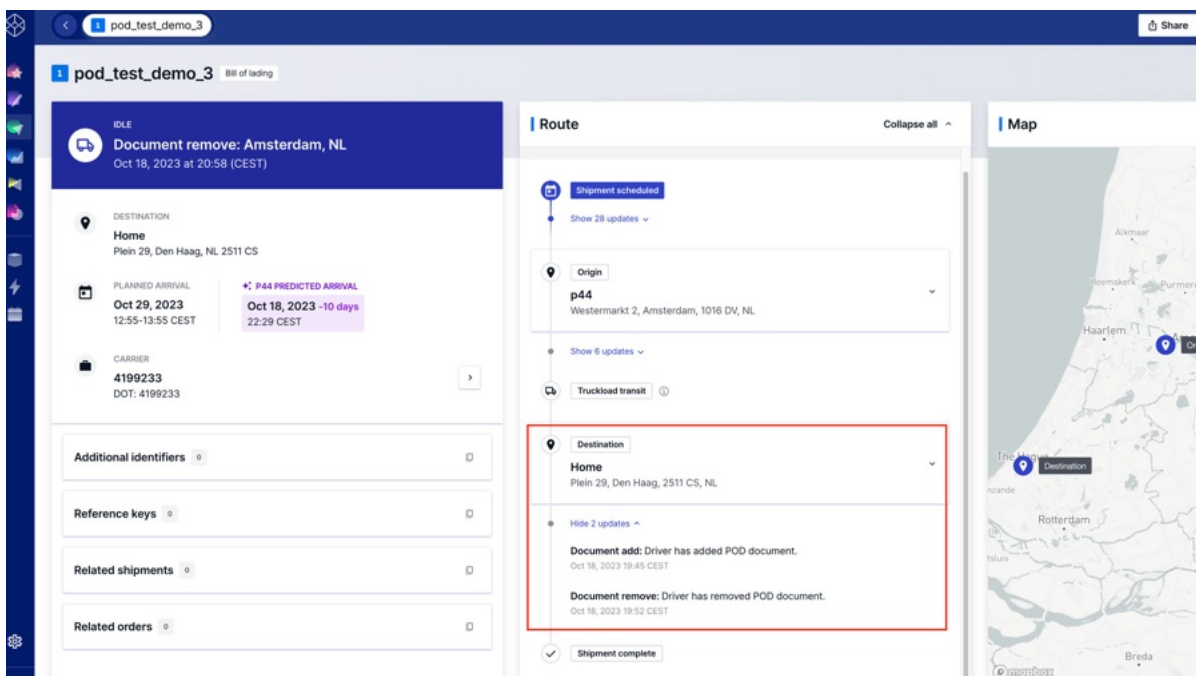 1 pod_test_demo_3
Share
1 pod_test_demo_3 Bill of lading
IDLE
Document remove: Amsterdam, NL
Oct 18, 2023 at 20:58 (CEST)
DESTINATION
Home
Plein 29, Den Haag, NL 2511 CS
PLANNED ARRIVAL
Oct 29, 2023
12:55-13:55 CEST
P44 PREDICTED ARRIVAL
Oct 18, 2023 -10 days
22:29 CEST
CARRIER
4199233
DOT: 4199233
Additional identifiers 0
Reference keys 0
Related shipments 0
Related orders 0
Route
Collapse all
Shipment scheduled
Show 28 updates
Origin
p44
Westermarkt 2, Amsterdam, 1016 DV, NL
Show 6 updates
Truckload transit
Destination
Home
Plein 29, Den Haag, 2511 CS, NL
Hide 2 updates
Document add: Driver has added POD document.
Oct 18, 2023 19:45 CEST
Document remove: Driver has removed POD document.
Oct 18, 2023 19:52 CEST
Shipment complete
Map
Alkmaar
Heemskerk
Purmer
Haarlem
Or
The Hague
Destination
Rotterdam
Breda
mapbox